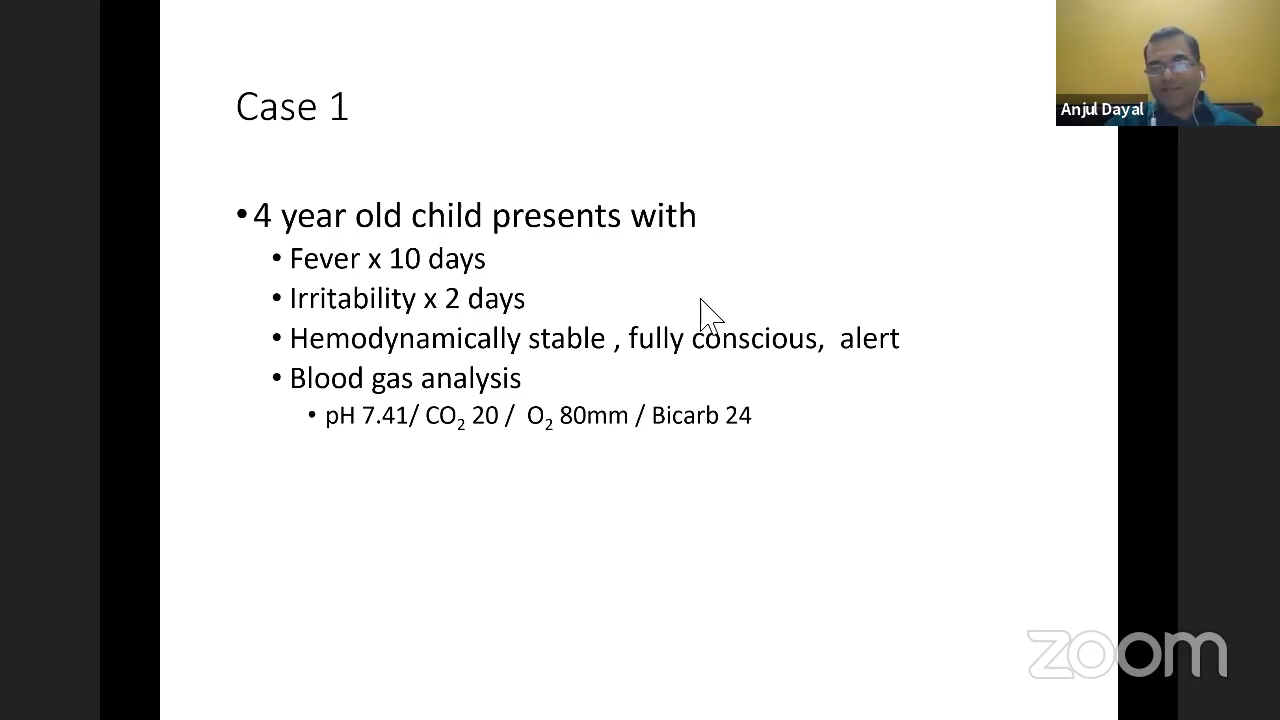 Anjul Dayal
Case 1
•4 year old child presents with
• Fever x 10 days
• Irritability x 2 days
• Hemodynamically stable , fully conscious,  alert
• Blood gas analysis
• pH 7.41/ CO₂ 20 /  O₂ 80mm / Bicarb 24
zoom